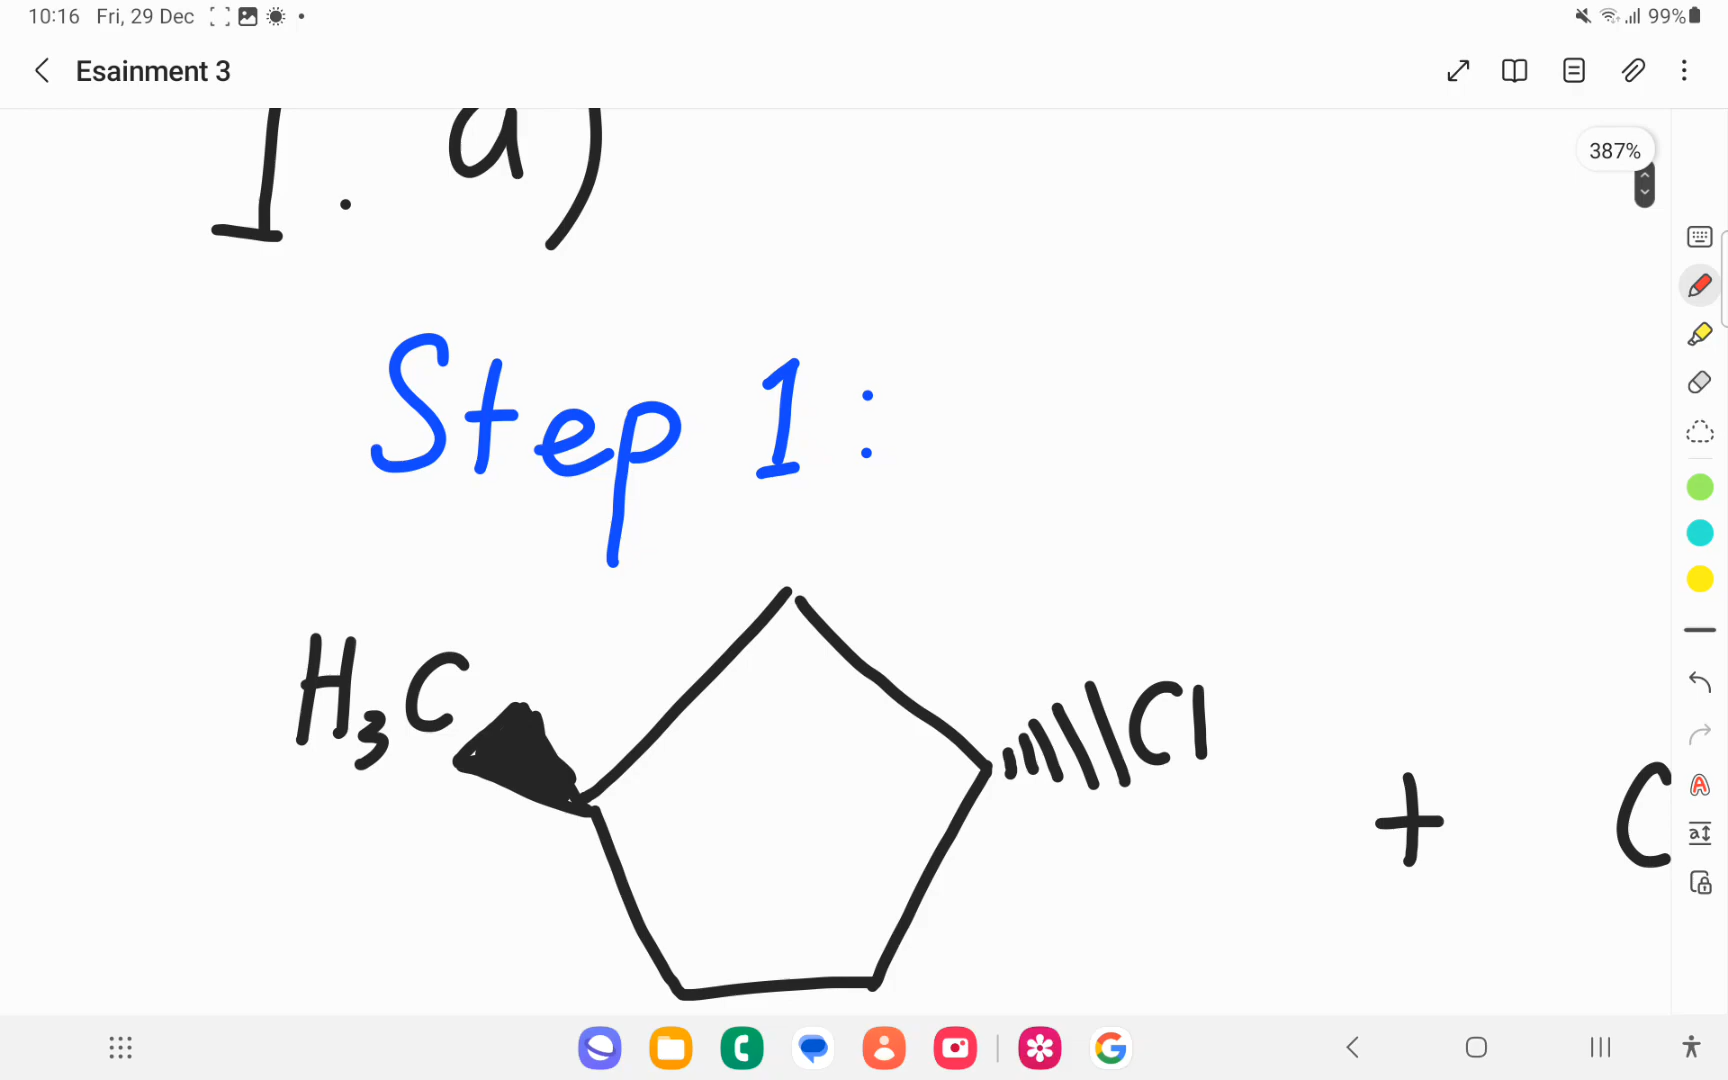 10:16 Fri, 29 Dec
99%
Esainment 3
387%
1. a)
Step 1:
H₃C
Cl
+ C